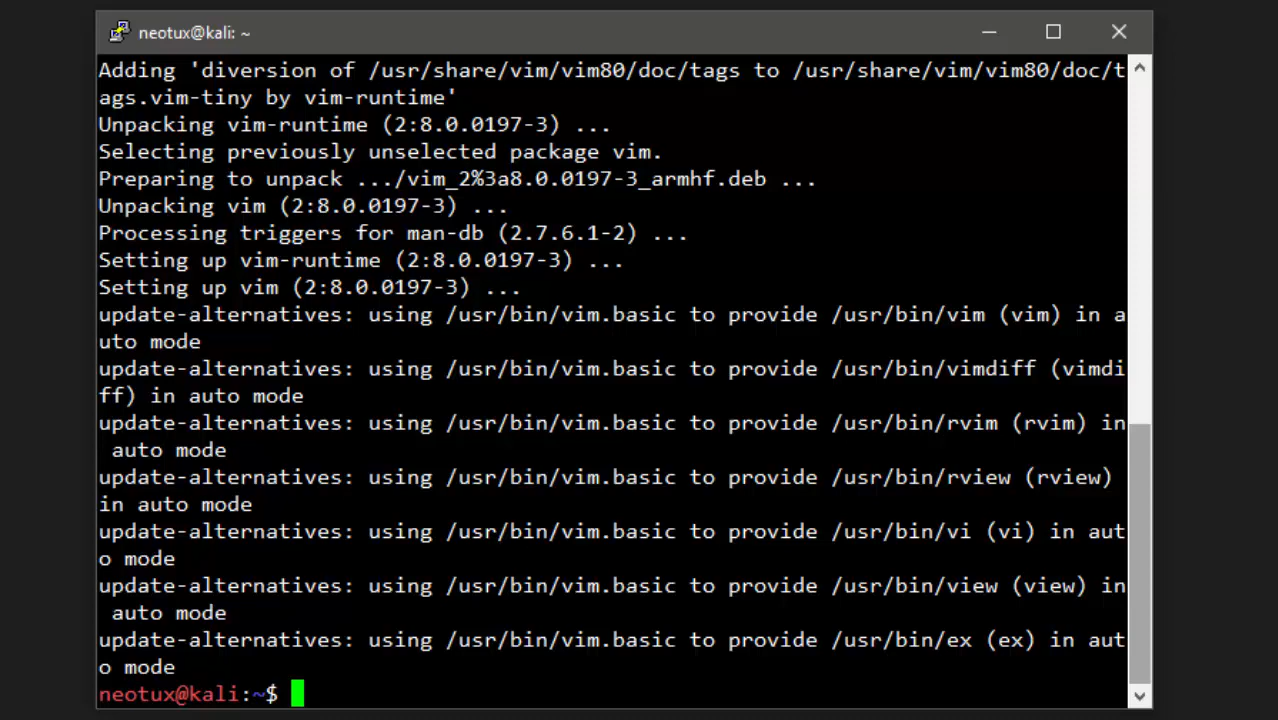 neotux@kali: ~
Adding 'diversion of /usr/share/vim/vim80/doc/tags to /usr/share/vim/vim80/doc/t
ags.vim-tiny by vim-runtime'
Unpacking vim-runtime (2:8.0.0197-3) ...
Selecting previously unselected package vim.
Preparing to unpack .../vim_2%3a8.0.0197-3_armhf.deb ...
Unpacking vim (2:8.0.0197-3) ...
Processing triggers for man-db (2.7.6.1-2) ...
Setting up vim-runtime (2:8.0.0197-3) ...
Setting up vim (2:8.0.0197-3) ...
update-alternatives: using /usr/bin/vim.basic to provide /usr/bin/vim (vim) in a
uto mode
update-alternatives: using /usr/bin/vim.basic to provide /usr/bin/vimdiff (vimdi
ff) in auto mode
update-alternatives: using /usr/bin/vim.basic to provide /usr/bin/rvim (rvim) in
 auto mode
update-alternatives: using /usr/bin/vim.basic to provide /usr/bin/rview (rview)
in auto mode
update-alternatives: using /usr/bin/vim.basic to provide /usr/bin/vi (vi) in aut
o mode
update-alternatives: using /usr/bin/vim.basic to provide /usr/bin/view (view) in
 auto mode
update-alternatives: using /usr/bin/vim.basic to provide /usr/bin/ex (ex) in aut
o mode
neotux@kali:~$